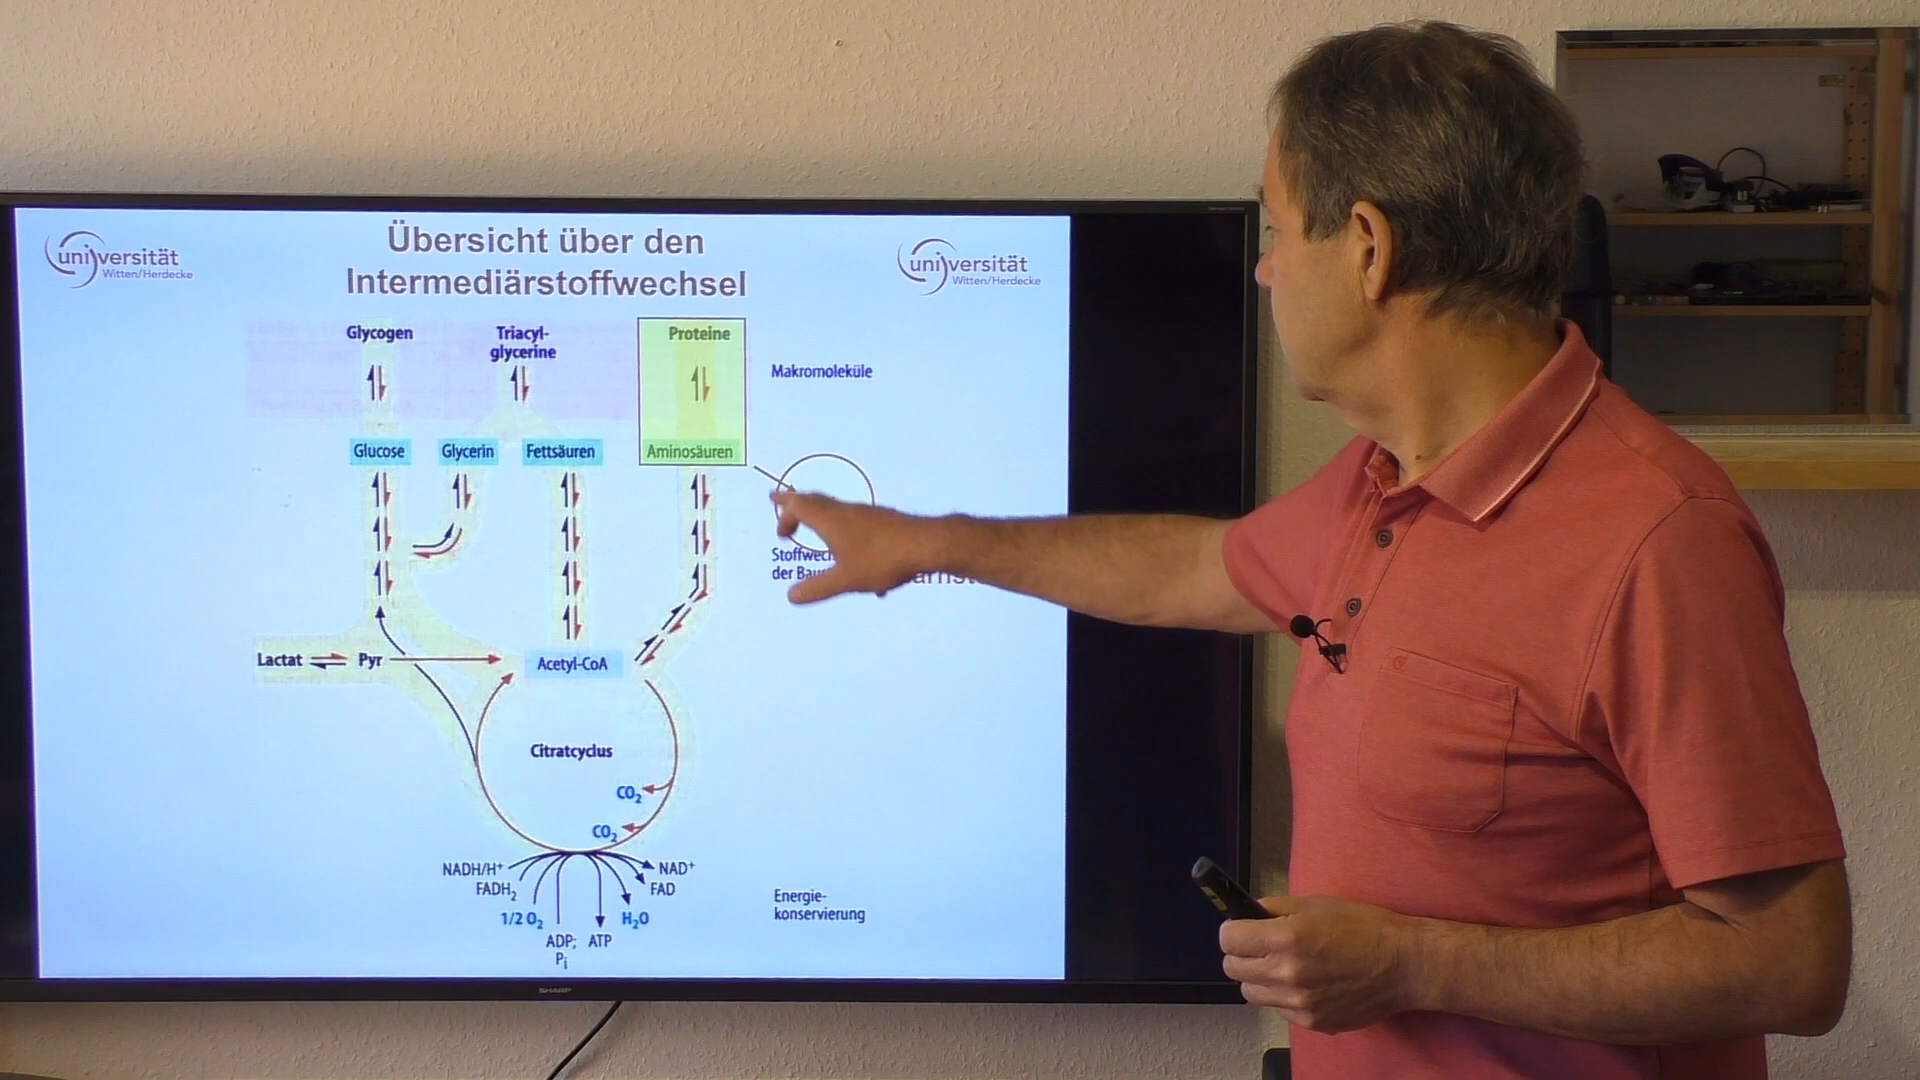 Übersicht über den
Intermediärstoffwechsel
universität
Witten/Herdecke
universität
Witten/Herdecke
Glycogen
Triacyl-
glycerine
Proteine
Makromoleküle
Glucose
Glycerin
Fettsäuren
Aminosäuren
der
Lactat
Pyr
Acetyl-CoA
Citratcyclus
CO₂
CO₂
NADH/H⁺
NAD⁺
FADH₂
FAD
1/2 O₂
H₂O
ADP; ATP
Pᵢ
Energie-
konservierung
SHARP